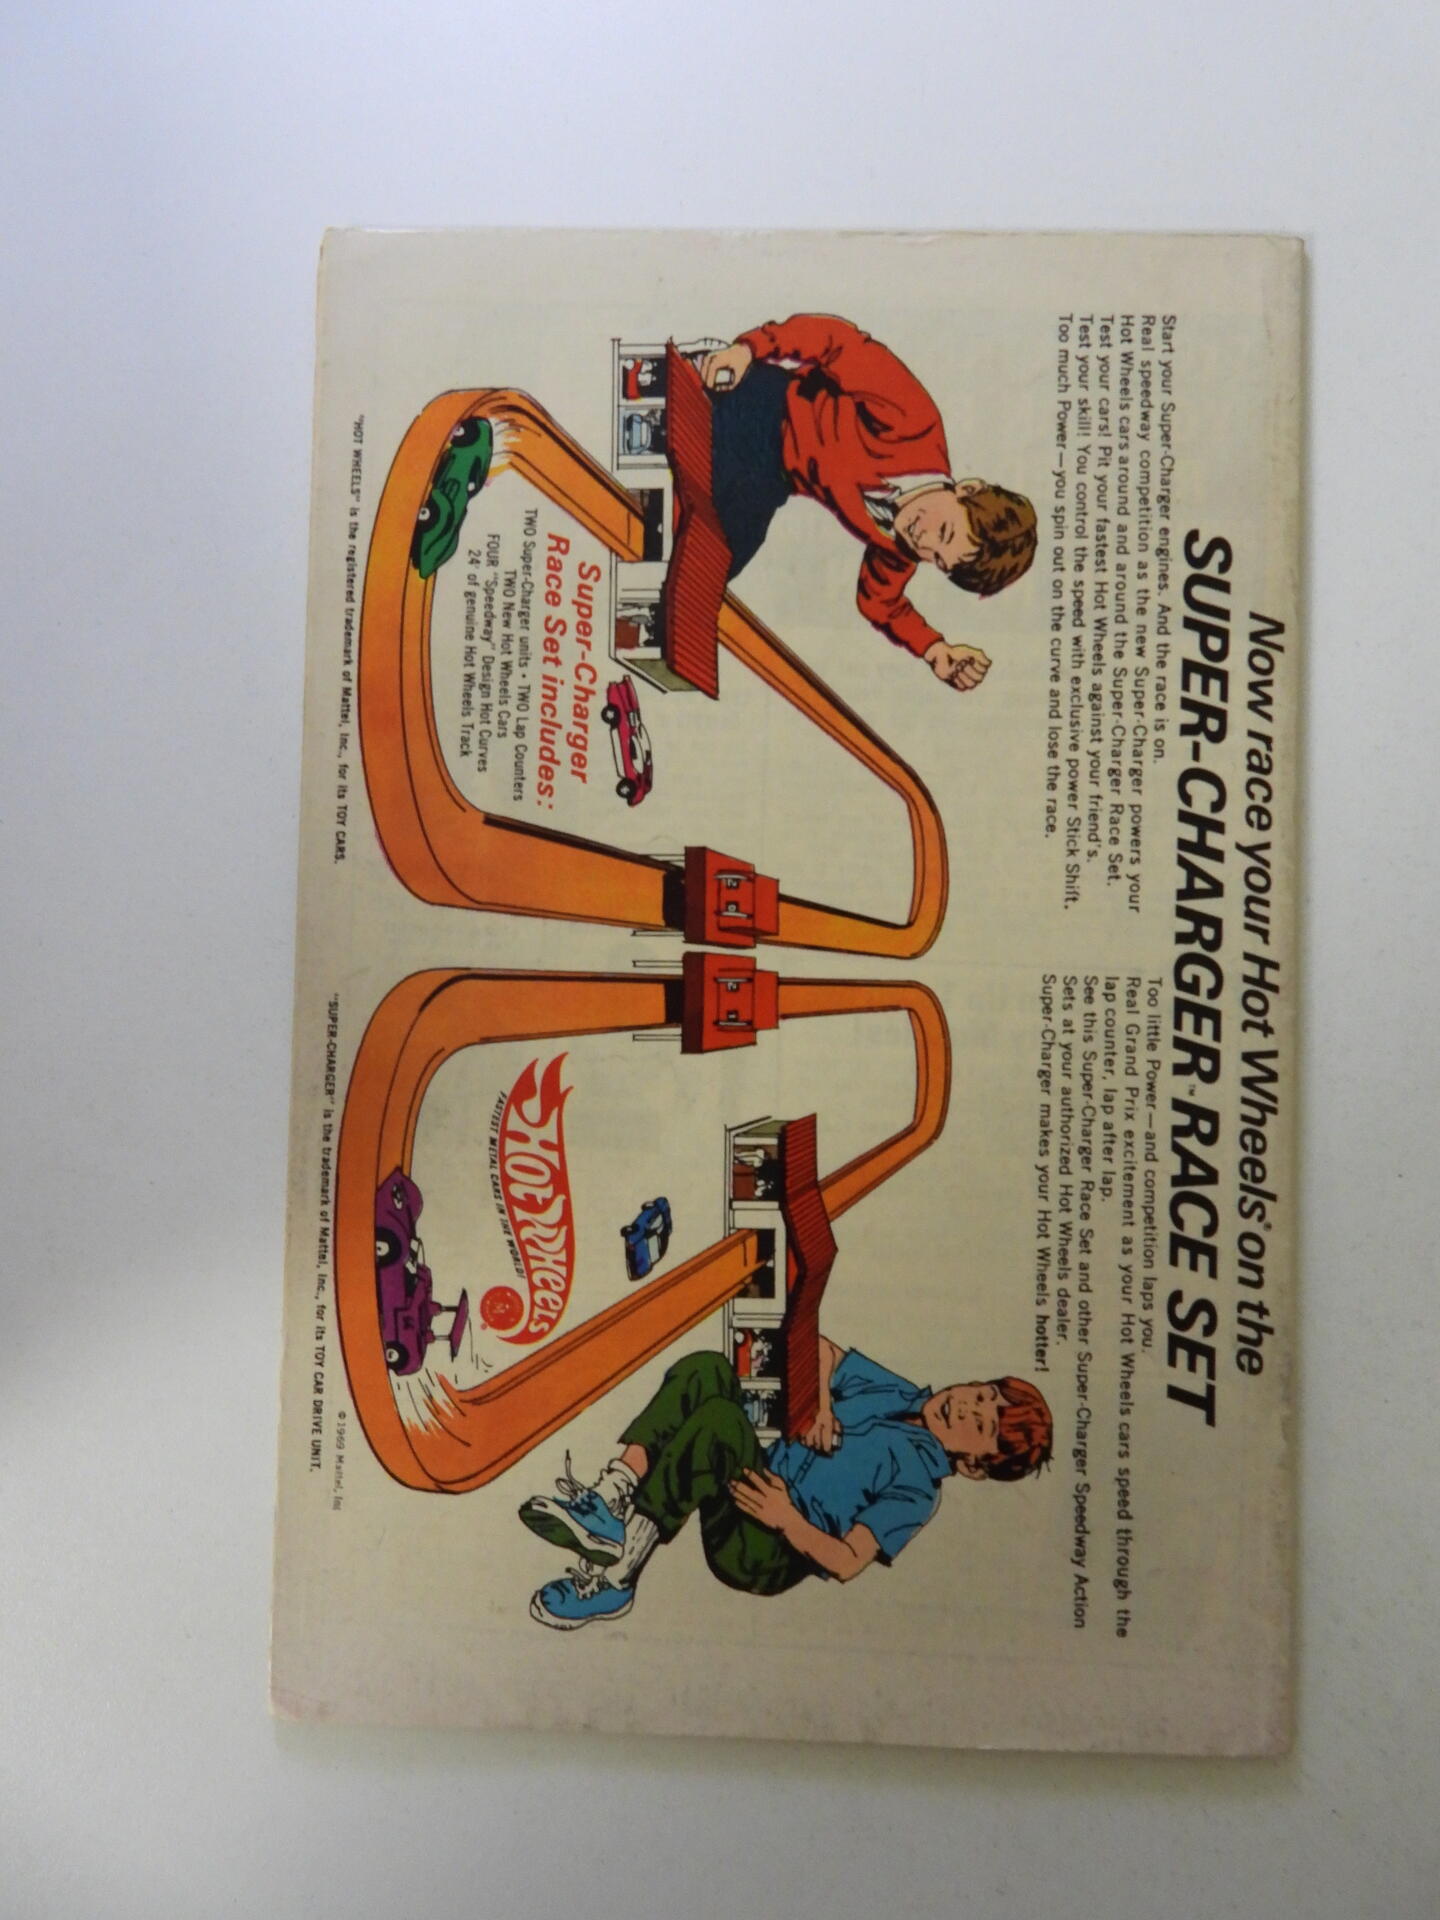 Now race your Hot Wheels® on the
SUPER-CHARGER™ RACE SET
Start your Super-Charger engines. And the race is on.
Real speedway competition as the new Super-Charger powers your
Hot Wheels cars around and around the Super-Charger Race Set.
Test your cars! Pit your fastest Hot Wheels against your friend's.
Test your skill! You control the speed with exclusive power Stick Shift.
Too much Power—you spin out on the curve and lose the race.
Too little Power—and competition laps you.
Real Grand Prix excitement as your Hot Wheels cars speed through the
lap counter, lap after lap.
See this Super-Charger Race Set and other Super-Charger Speedway Action
Sets at your authorized Hot Wheels dealer.
Super-Charger makes your Hot Wheels hotter!
Super-Charger
Race Set includes:
TWO Super-Charger units • TWO Lap Counters
TWO New Hot Wheels Cars
FOUR "Speedway" Design Hot Curves
24' of genuine Hot Wheels Track
HOT WHEELS
FASTEST METAL CARS IN THE WORLD!
®
"HOT WHEELS" is the registered trademark of Mattel, Inc., for its TOY CARS.
"SUPER-CHARGER" is the trademark of Mattel, Inc., for its TOY CAR DRIVE UNIT.
© 1969 Mattel, Inc